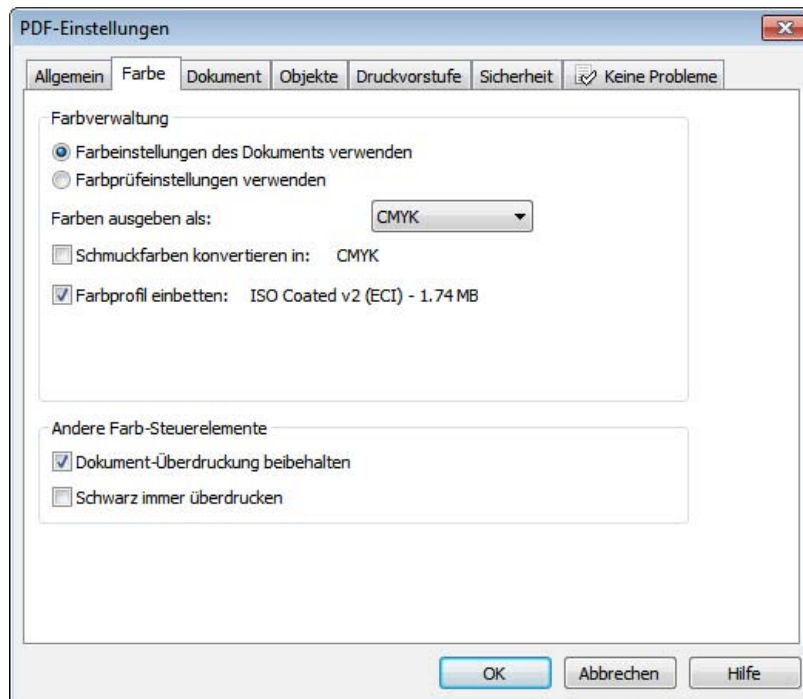 PDF-Einstellungen
Allgemein Farbe Dokument Objekte Druckvorstufe Sicherheit Keine Probleme
Farbverwaltung
Farbeinstellungen des Dokuments verwenden
Farbprüfeinstellungen verwenden
Farben ausgeben als: CMYK
Schmuckfarben konvertieren in: CMYK
Farbprofil einbetten: ISO Coated v2 (ECI) - 1.74 MB
Andere Farb-Steuerelemente
Dokument-Überdruckung beibehalten
Schwarz immer überdrucken
OK Abbrechen Hilfe